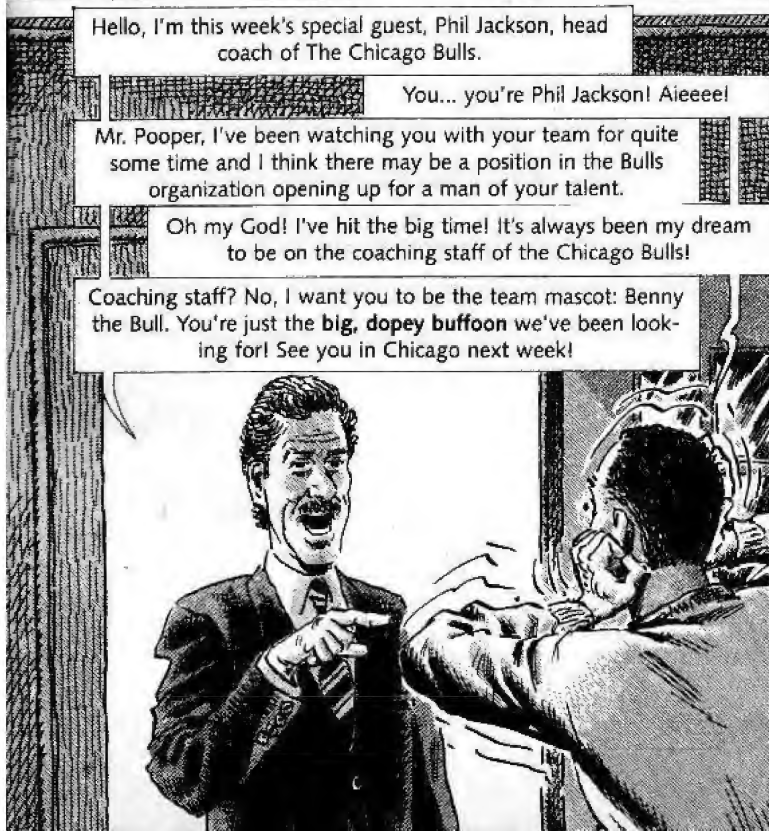 Hello, I'm this week's special guest, Phil Jackson, head
coach of The Chicago Bulls.
You... you're Phil Jackson! Aieeee!
Mr. Pooper, I've been watching you with your team for quite
some time and I think there may be a position in the Bulls
organization opening up for a man of your talent.
Oh my God! I've hit the big time! It's always been my dream
to be on the coaching staff of the Chicago Bulls!
Coaching staff? No, I want you to be the team mascot: Benny
the Bull. You're just the big, dopey buffoon we've been look-
ing for! See you in Chicago next week!